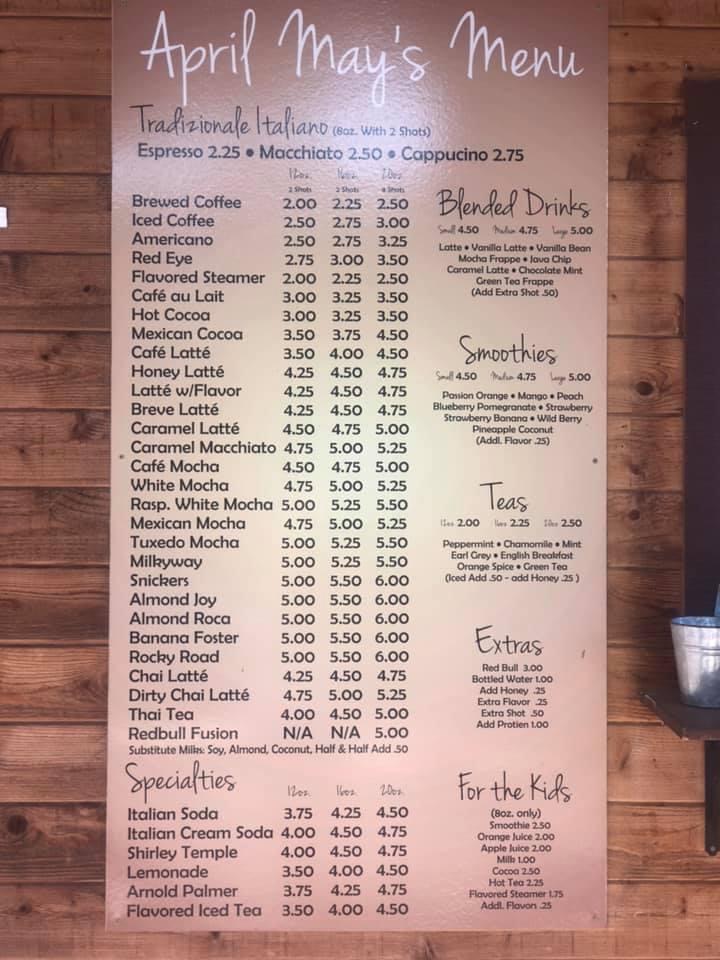 April May's Menu
Tradizionale Italiano (8oz. With 2 Shots)
Espresso 2.25 • Macchiato 2.50 • Cappucino 2.75
12oz. 16oz. 20oz.
2 Shots 2 Shots 4 Shots
Brewed Coffee 2.00 2.25 2.50
Iced Coffee 2.50 2.75 3.00
Americano 2.50 2.75 3.25
Red Eye 2.75 3.00 3.50
Flavored Steamer 2.00 2.25 2.50
Café au Lait 3.00 3.25 3.50
Hot Cocoa 3.00 3.25 3.50
Mexican Cocoa 3.50 3.75 4.50
Café Latté 3.50 4.00 4.50
Honey Latté 4.25 4.50 4.75
Latté w/Flavor 4.25 4.50 4.75
Breve Latté 4.25 4.50 4.75
Caramel Latté 4.50 4.75 5.00
Caramel Macchiato 4.75 5.00 5.25
Café Mocha 4.50 4.75 5.00
White Mocha 4.75 5.00 5.25
Rasp. White Mocha 5.00 5.25 5.50
Mexican Mocha 4.75 5.00 5.25
Tuxedo Mocha 5.00 5.25 5.50
Milkyway 5.00 5.25 5.50
Snickers 5.00 5.50 6.00
Almond Joy 5.00 5.50 6.00
Almond Roca 5.00 5.50 6.00
Banana Foster 5.00 5.50 6.00
Rocky Road 5.00 5.50 6.00
Chai Latté 4.25 4.50 4.75
Dirty Chai Latté 4.75 5.00 5.25
Thai Tea 4.00 4.50 5.00
Redbull Fusion N/A N/A 5.00
Substitute Milks: Soy, Almond, Coconut, Half & Half Add .50
Specialties
12oz. 16oz. 20oz.
Italian Soda 3.75 4.25 4.50
Italian Cream Soda 4.00 4.50 4.75
Shirley Temple 4.00 4.50 4.75
Lemonade 3.50 4.00 4.50
Arnold Palmer 3.75 4.25 4.75
Flavored Iced Tea 3.50 4.00 4.50
Blended Drinks
Small 4.50 Medium 4.75 Large 5.00
Latte • Vanilla Latte • Vanilla Bean
Mocha Frappe • Java Chip
Caramel Latte • Chocolate Mint
Green Tea Frappe
(Add Extra Shot .50)
Smoothies
Small 4.50 Medium 4.75 Large 5.00
Passion Orange • Mango • Peach
Blueberry Pomegranate • Strawberry
Strawberry Banana • Wild Berry
Pineapple Coconut
(Addl. Flavor .25)
Teas
12oz 2.00 16oz 2.25 20oz 2.50
Peppermint • Chamomile • Mint
Earl Grey • English Breakfast
Orange Spice • Green Tea
(Iced Add .50 - add Honey .25 )
Extras
Red Bull 3.00
Bottled Water 1.00
Add Honey .25
Extra Flavor .25
Extra Shot .50
Add Protien 1.00
For the Kids
(8oz. only)
Smoothie 2.50
Orange Juice 2.00
Apple Juice 2.00
Milk 1.00
Cocoa 2.50
Hot Tea 2.25
Flavored Steamer 1.75
Addl. Flavon .25